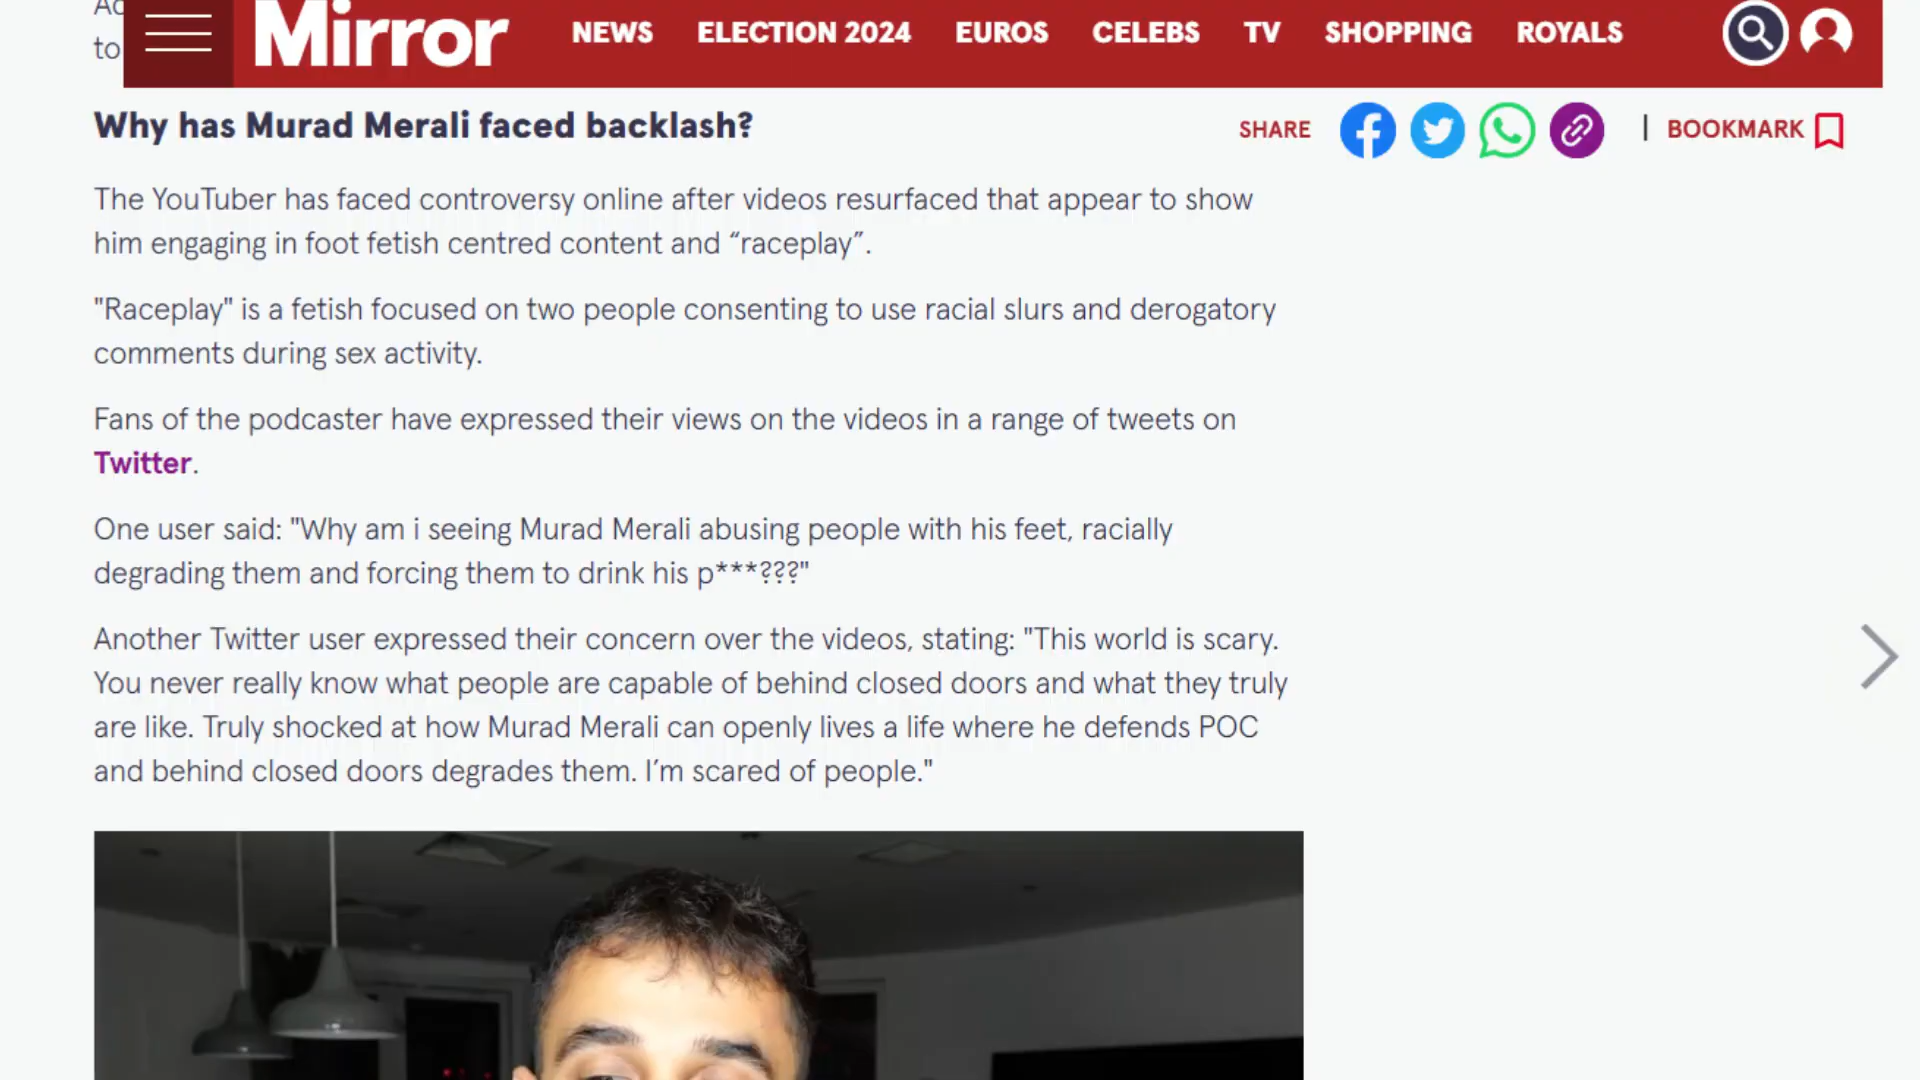 to
Mirror
NEWS ELECTION 2024 EUROS CELEBS TV SHOPPING ROYALS
Why has Murad Merali faced backlash?
SHARE | BOOKMARK
The YouTuber has faced controversy online after videos resurfaced that appear to show
him engaging in foot fetish centred content and “raceplay”.
"Raceplay" is a fetish focused on two people consenting to use racial slurs and derogatory
comments during sex activity.
Fans of the podcaster have expressed their views on the videos in a range of tweets on
Twitter.
One user said: "Why am i seeing Murad Merali abusing people with his feet, racially
degrading them and forcing them to drink his p***???"
Another Twitter user expressed their concern over the videos, stating: "This world is scary.
You never really know what people are capable of behind closed doors and what they truly
are like. Truly shocked at how Murad Merali can openly lives a life where he defends POC
and behind closed doors degrades them. I’m scared of people."